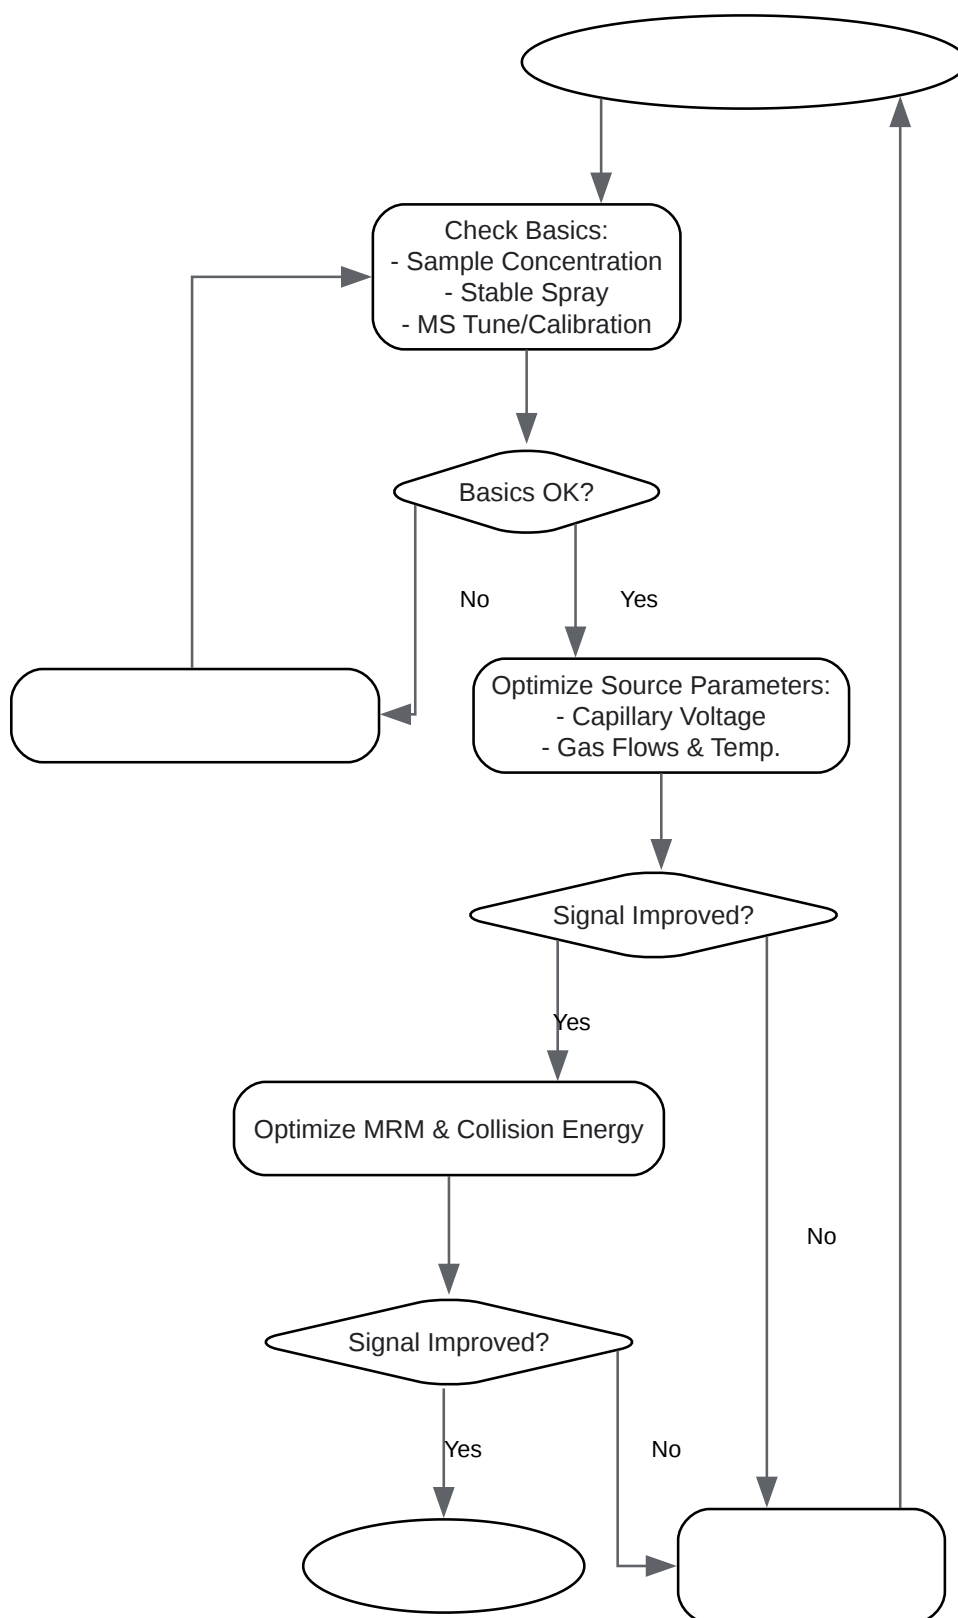 Check Basics:
- Sample Concentration
- Stable Spray
- MS Tune/Calibration
Basics OK?
No
Yes
Optimize Source Parameters:
- Capillary Voltage
- Gas Flows & Temp.
Signal Improved?
Yes
Optimize MRM & Collision Energy
No
Signal Improved?
Yes
No